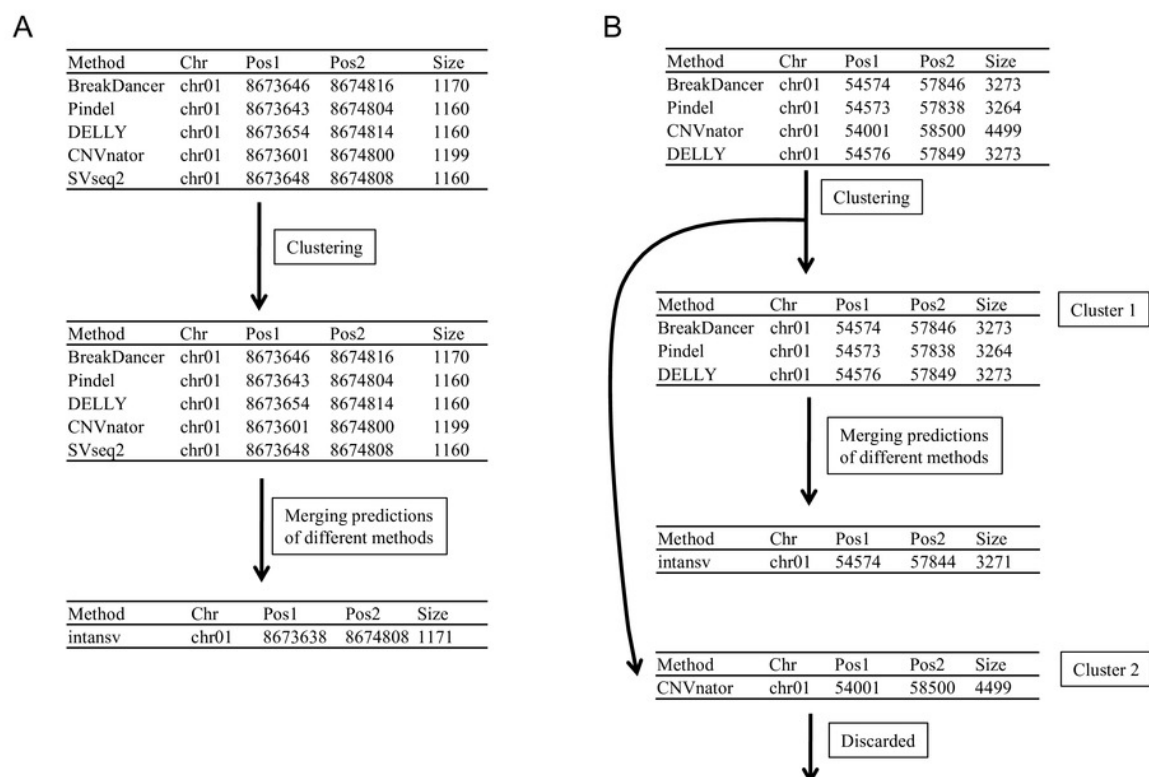 A
Method Chr Pos1 Pos2 Size
BreakDancer chr01 8673646 8674816 1170
Pindel chr01 8673643 8674804 1160
DELLY chr01 8673654 8674814 1160
CNVnator chr01 8673601 8674800 1199
SVseq2 chr01 8673648 8674808 1160
Clustering
Method Chr Pos1 Pos2 Size
BreakDancer chr01 8673646 8674816 1170
Pindel chr01 8673643 8674804 1160
DELLY chr01 8673654 8674814 1160
CNVnator chr01 8673601 8674800 1199
SVseq2 chr01 8673648 8674808 1160
Merging predictions
of different methods
Method Chr Pos1 Pos2 Size
intansv chr01 8673638 8674808 1171
B
Method Chr Pos1 Pos2 Size
BreakDancer chr01 54574 57846 3273
Pindel chr01 54573 57838 3264
CNVnator chr01 54001 58500 4499
DELLY chr01 54576 57849 3273
Clustering
Cluster 1
Method Chr Pos1 Pos2 Size
BreakDancer chr01 54574 57846 3273
Pindel chr01 54573 57838 3264
DELLY chr01 54576 57849 3273
Merging predictions
of different methods
Method Chr Pos1 Pos2 Size
intansv chr01 54574 57844 3271
Cluster 2
Method Chr Pos1 Pos2 Size
CNVnator chr01 54001 58500 4499
Discarded